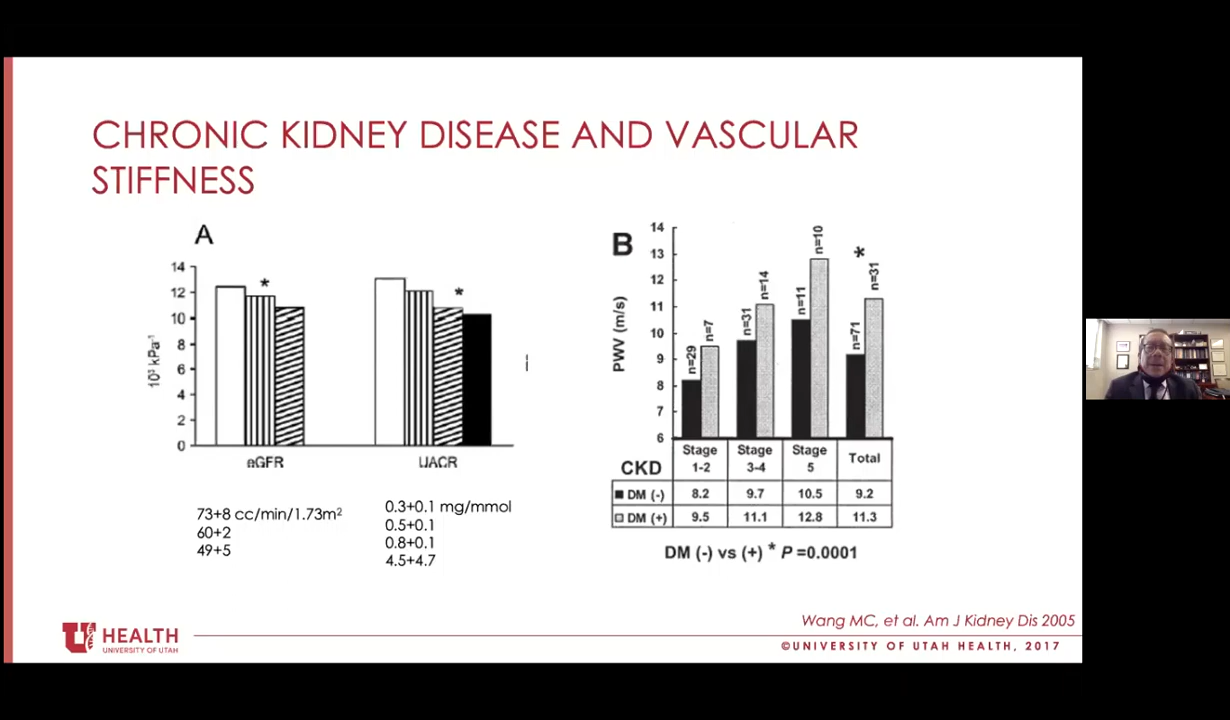 CHRONIC KIDNEY DISEASE AND VASCULAR
STIFFNESS
A
14
12
10
8
6
4
2
0
10³ kPa⁻¹
*
*
eGFR
UACR
73+8 cc/min/1.73m²
60+2
49+5
0.3+0.1 mg/mmol
0.5+0.1
0.8+0.1
4.5+4.7
B
PWV (m/s)
14
13
12
11
10
9
8
7
6
n=29
n=7
n=31
n=14
n=11
n=10
n=71
n=31
*
CKD
Stage 1-2
Stage 3-4
Stage 5
Total
DM (-) 8.2 9.7 10.5 9.2
DM (+) 9.5 11.1 12.8 11.3
DM (-) vs (+) * P =0.0001
Wang MC, et al. Am J Kidney Dis 2005
U HEALTH
UNIVERSITY OF UTAH
©UNIVERSITY OF UTAH HEALTH, 2017